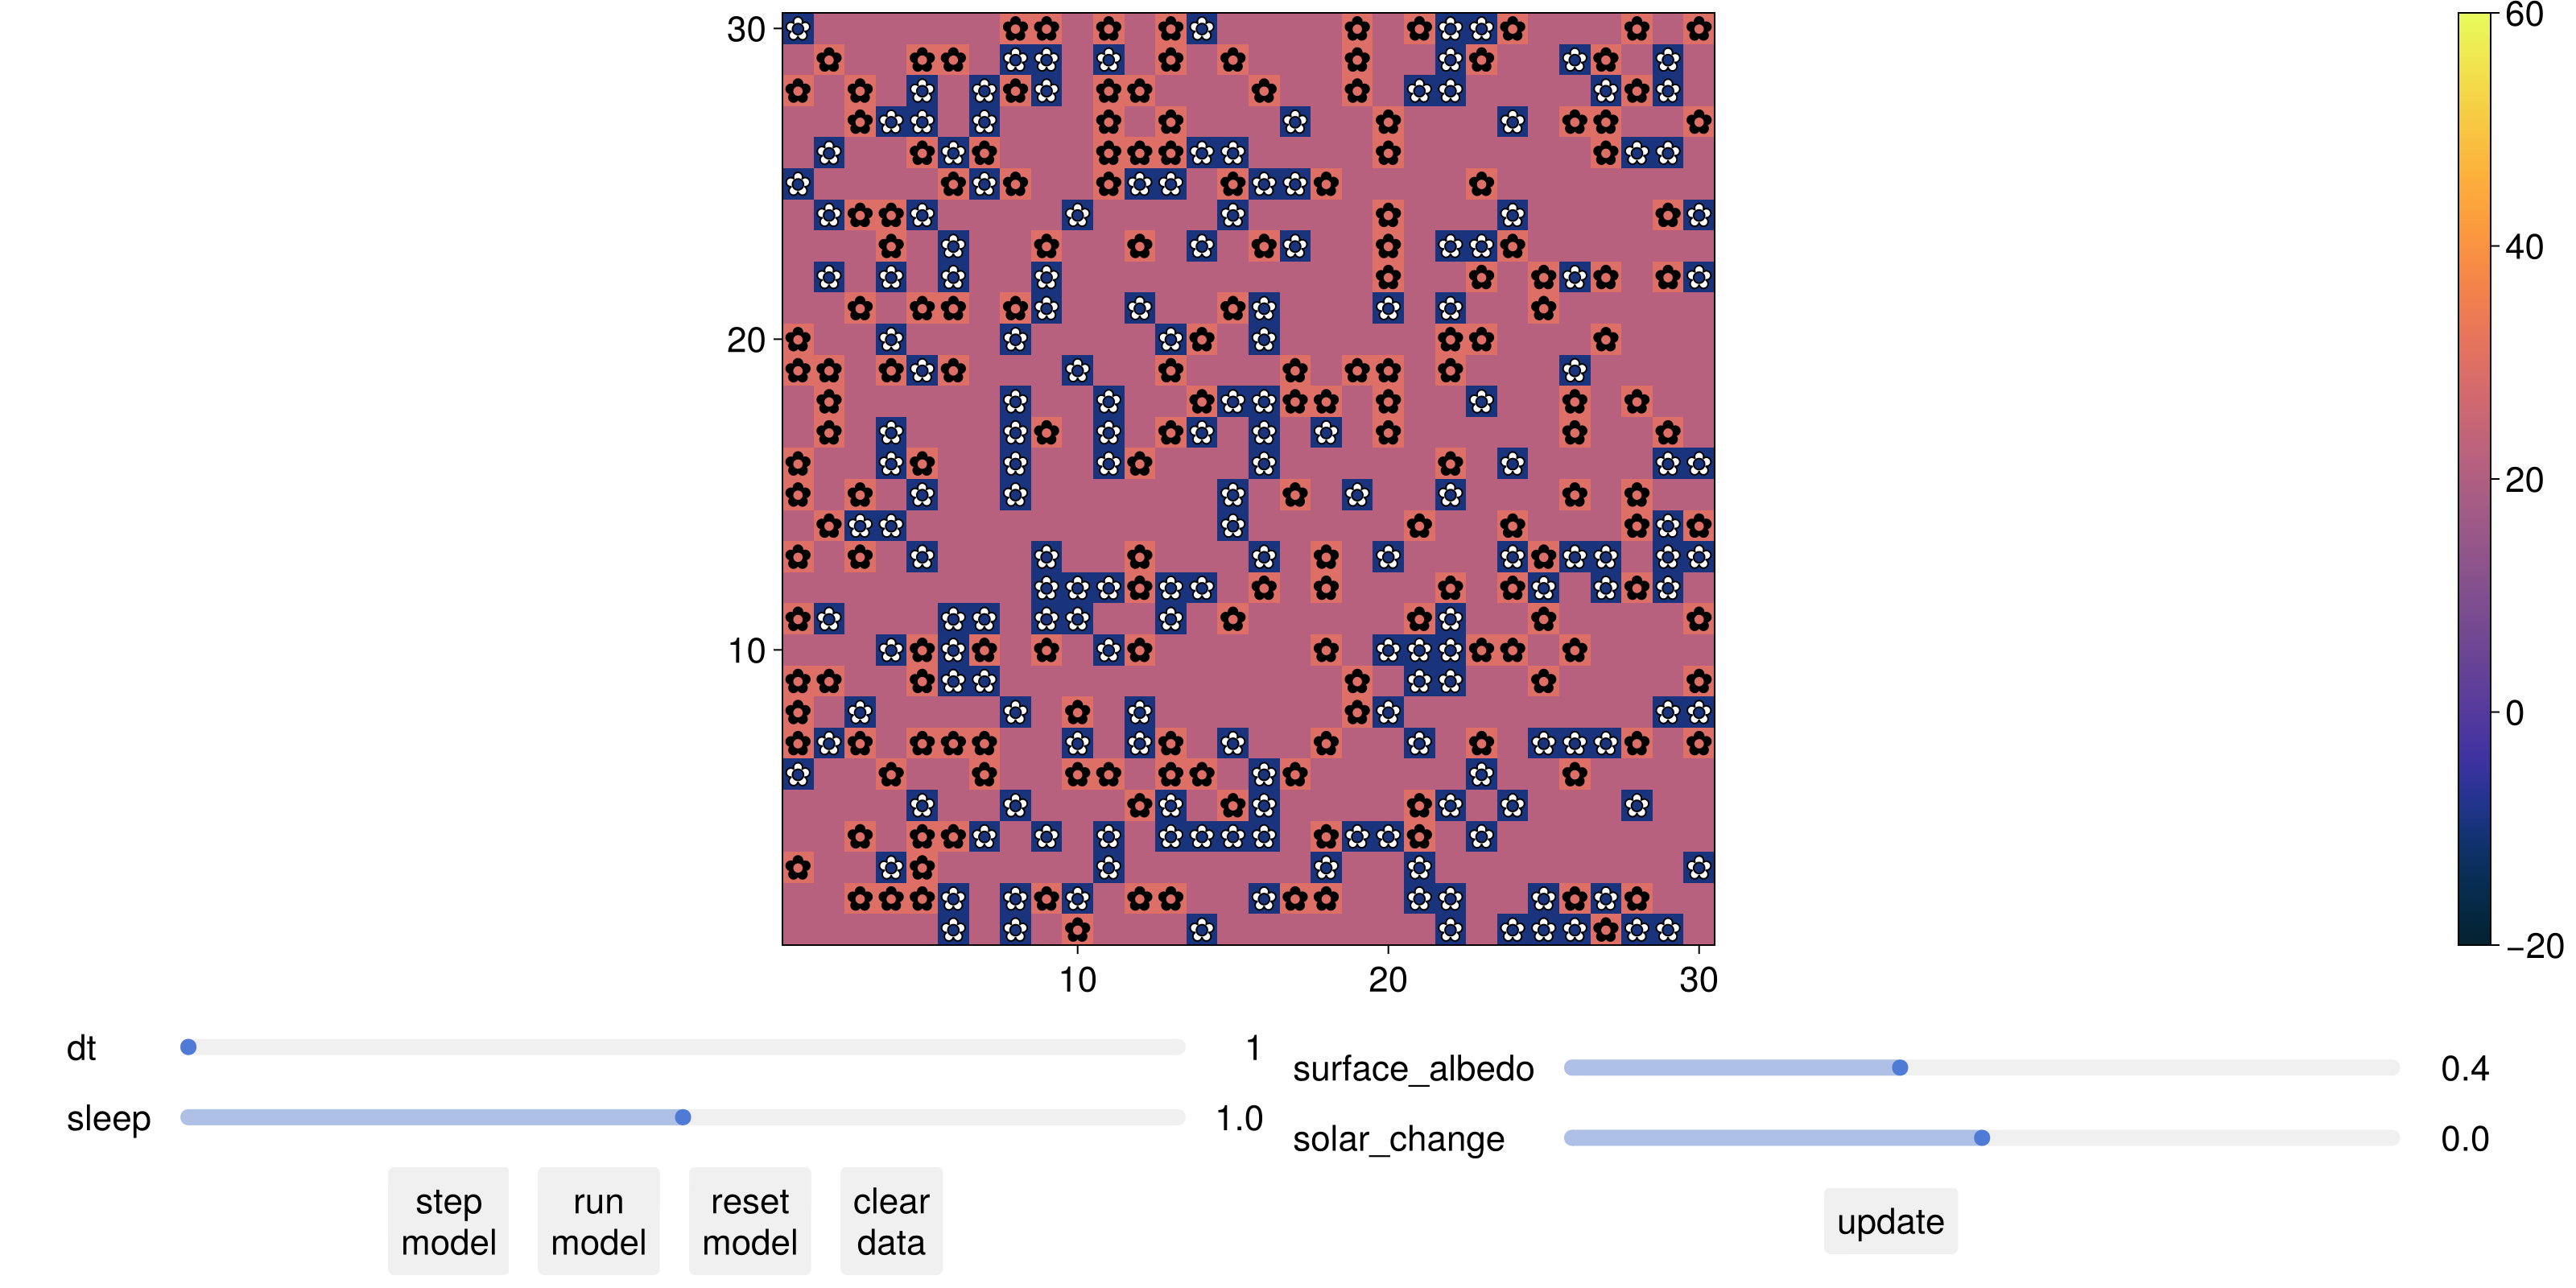 30
20
10
10
20
30
60
40
20
0
−20
dt
1
sleep
1.0
surface_albedo
0.4
solar_change
0.0
step
model
run
model
reset
model
clear
data
update